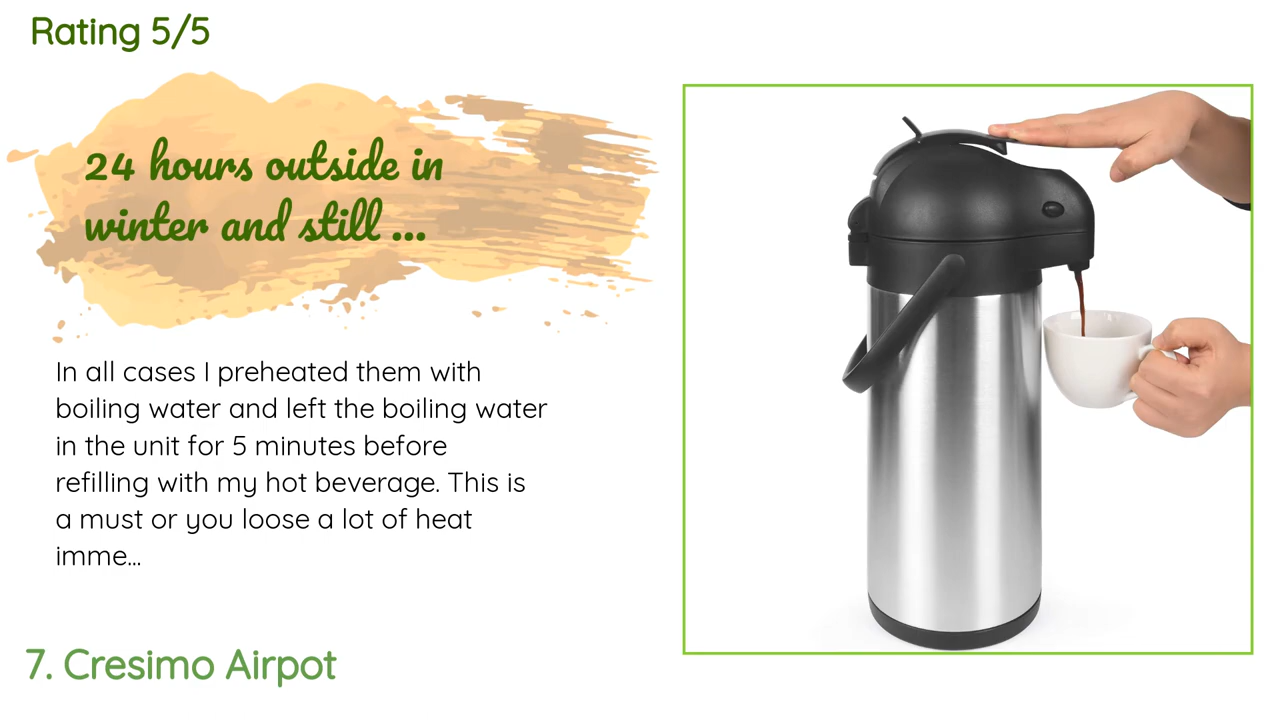 Rating 5/5
24 hours outside in
winter and still ...
In all cases I preheated them with
boiling water and left the boiling water
in the unit for 5 minutes before
refilling with my hot beverage. This is
a must or you loose a lot of heat
imme...
7. Cresimo Airpot